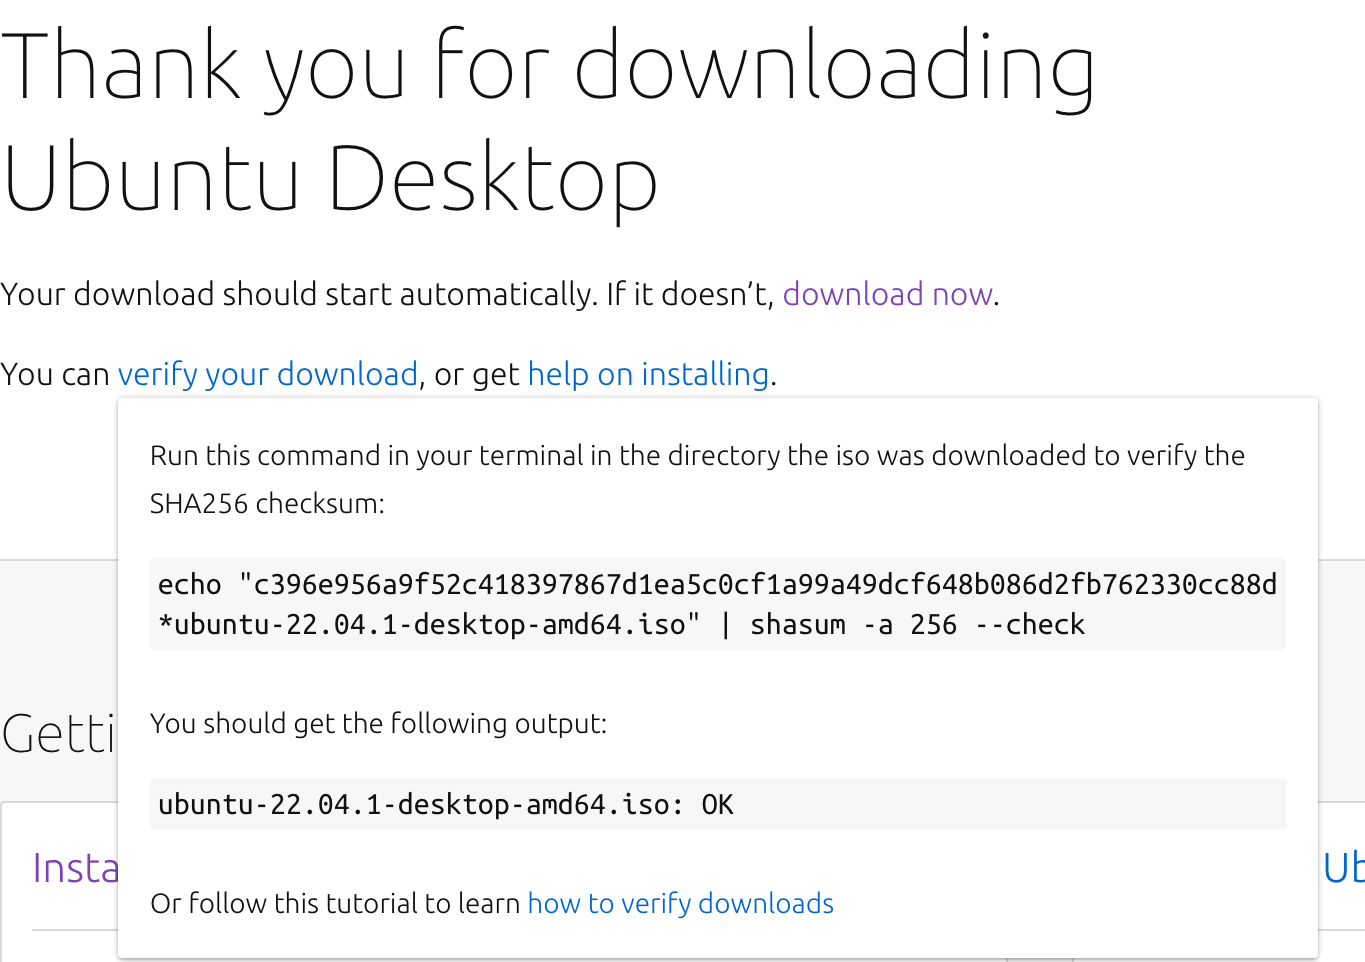 Thank you for downloading
Ubuntu Desktop
Your download should start automatically. If it doesn’t, download now.
You can verify your download, or get help on installing.
Run this command in your terminal in the directory the iso was downloaded to verify the
SHA256 checksum:
echo "c396e956a9f52c418397867d1ea5c0cf1a99a49dcf648b086d2fb762330cc88d
*ubuntu-22.04.1-desktop-amd64.iso" | shasum -a 256 --check
Getti
You should get the following output:
ubuntu-22.04.1-desktop-amd64.iso: OK
Insta
Ub
Or follow this tutorial to learn how to verify downloads